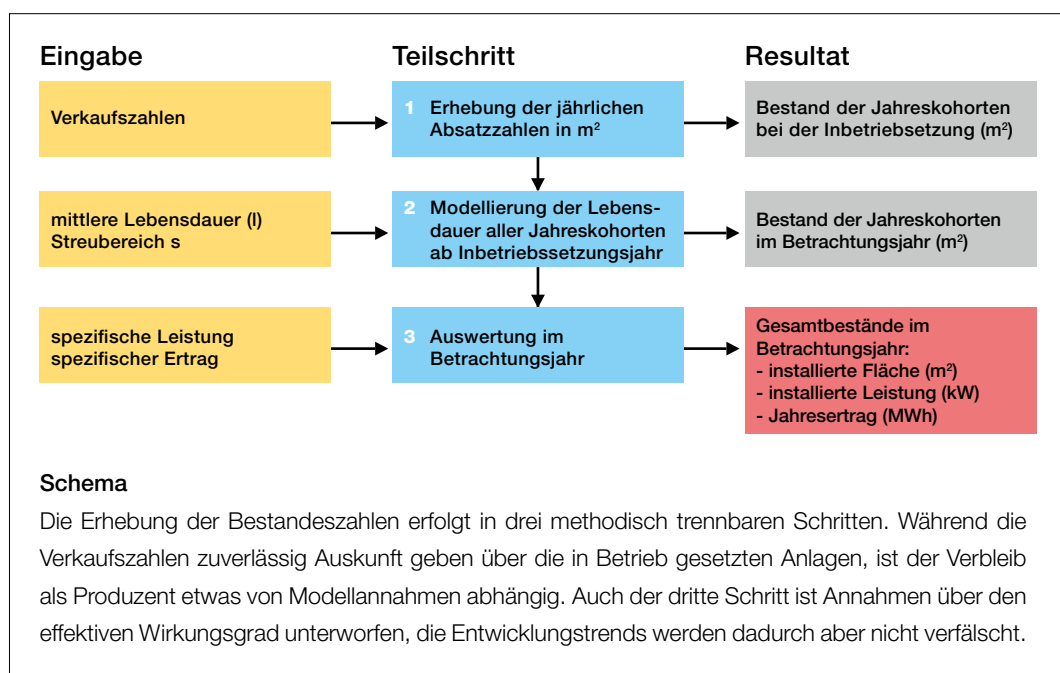 Eingabe
Teilschritt
Resultat
Verkaufszahlen
1 Erhebung der jährlichen
Absatzzahlen in m²
Bestand der Jahreskohorten
bei der Inbetriebsetzung (m²)
mittlere Lebensdauer (l)
Streubereich s
2 Modellierung der Lebens-
dauer aller Jahreskohorten
ab Inbetriebssetzungsjahr
Bestand der Jahreskohorten
im Betrachtungsjahr (m²)
spezifische Leistung
spezifischer Ertrag
3 Auswertung im
Betrachtungsjahr
Gesamtbestände im
Betrachtungsjahr:
- installierte Fläche (m²)
- installierte Leistung (kW)
- Jahresertrag (MWh)
Schema
Die Erhebung der Bestandeszahlen erfolgt in drei methodisch trennbaren Schritten. Während die
Verkaufszahlen zuverlässig Auskunft geben über die in Betrieb gesetzten Anlagen, ist der Verbleib
als Produzent etwas von Modellannahmen abhängig. Auch der dritte Schritt ist Annahmen über den
effektiven Wirkungsgrad unterworfen, die Entwicklungstrends werden dadurch aber nicht verfälscht.